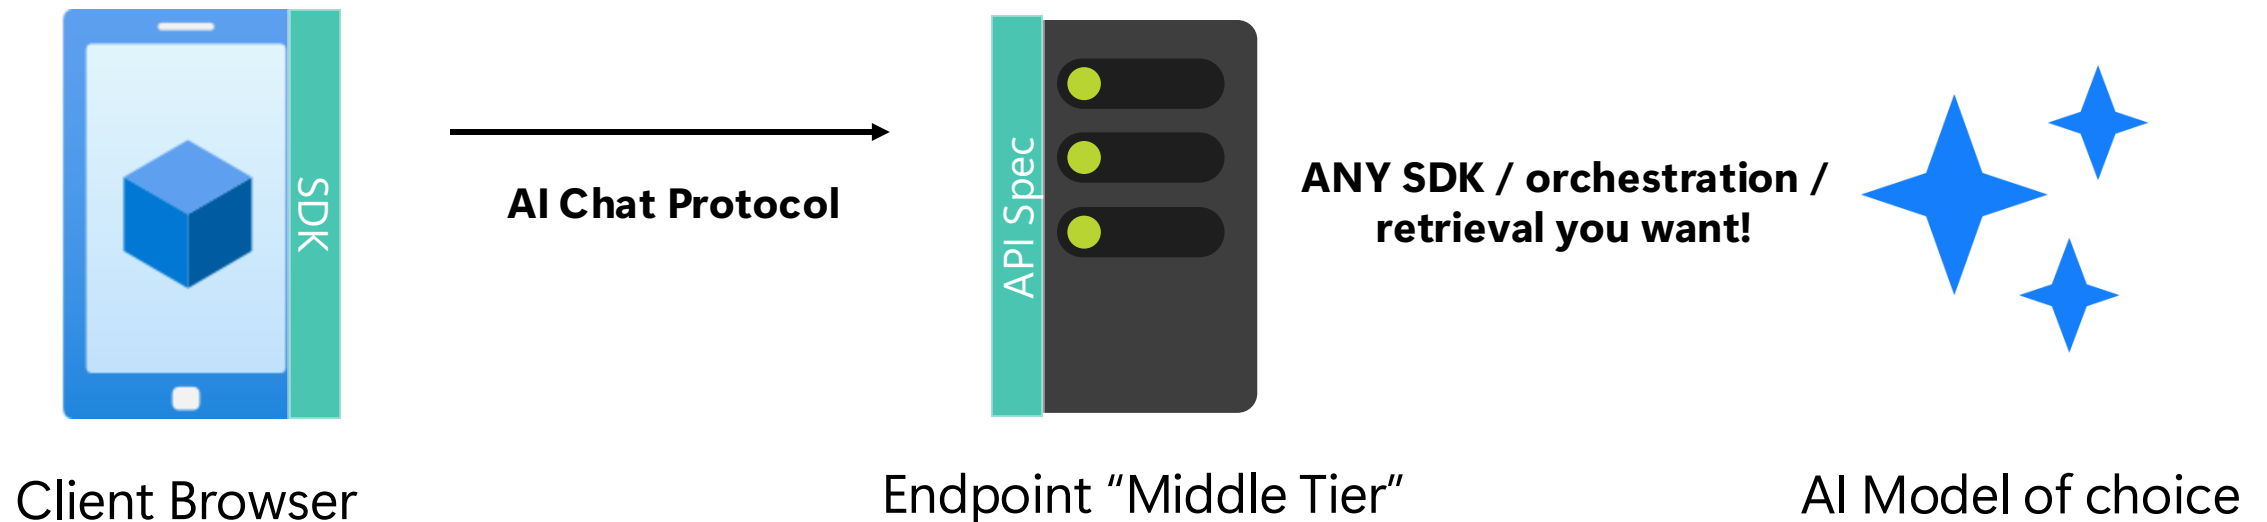 SDK
AI Chat Protocol
API Spec
ANY SDK / orchestration /
retrieval you want!
Client Browser
Endpoint “Middle Tier”
AI Model of choice